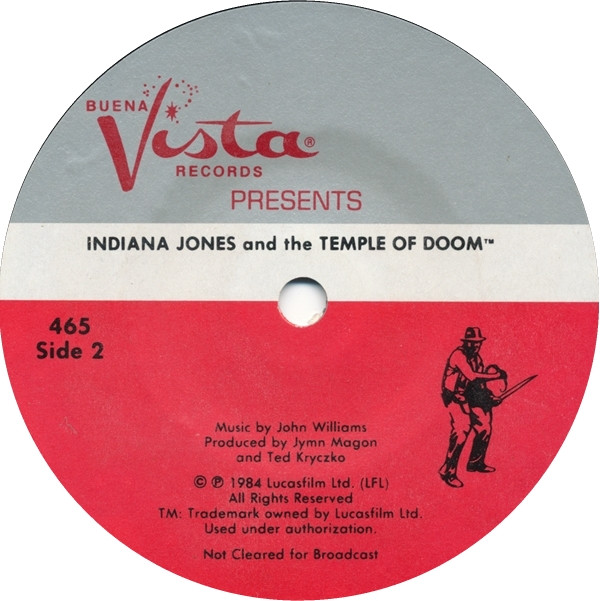 BUENA
Vista®
RECORDS
PRESENTS
INDIANA JONES and the TEMPLE OF DOOM™
465
Side 2
Music by John Williams
Produced by Jymn Magon
and Ted Kryczko
© ℗ 1984 Lucasfilm Ltd. (LFL)
All Rights Reserved
TM: Trademark owned by Lucasfilm Ltd.
Used under authorization.
Not Cleared for Broadcast